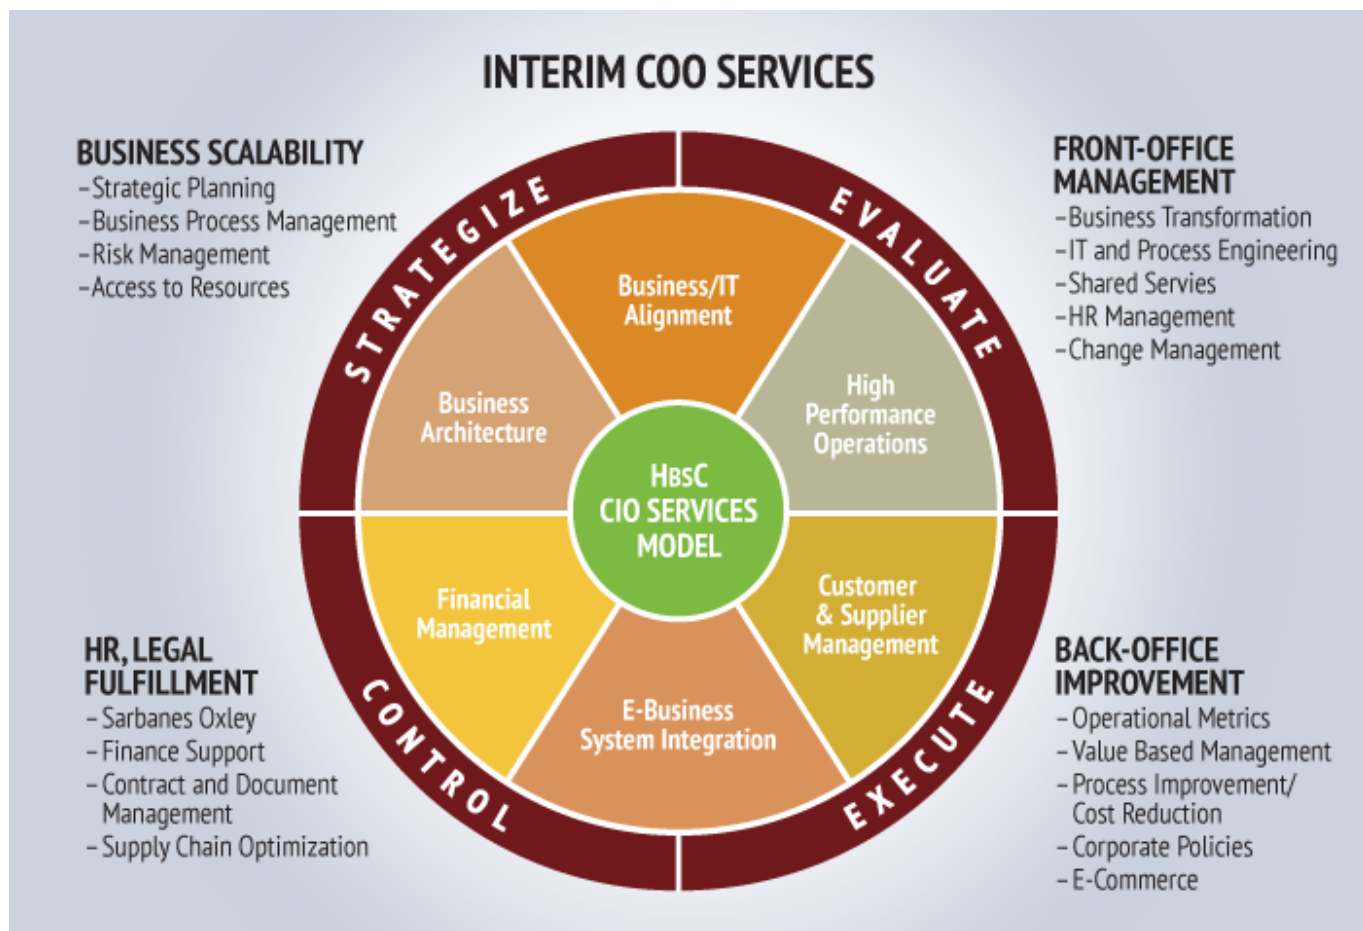 INTERIM COO SERVICES
BUSINESS SCALABILITY
–Strategic Planning
–Business Process Management
–Risk Management
–Access to Resources
FRONT-OFFICE
MANAGEMENT
–Business Transformation
–IT and Process Engineering
–Shared Servies
–HR Management
–Change Management
STRATEGIZE
EVALUATE
Business/IT
Alignment
Business
Architecture
High
Performance
Operations
HBSC
CIO SERVICES
MODEL
Financial
Management
Customer
& Supplier
Management
E-Business
System Integration
CONTROL
EXECUTE
HR, LEGAL
FULFILLMENT
– Sarbanes Oxley
– Finance Support
– Contract and Document
Management
– Supply Chain Optimization
BACK-OFFICE
IMPROVEMENT
– Operational Metrics
– Value Based Management
– Process Improvement/
Cost Reduction
– Corporate Policies
– E-Commerce